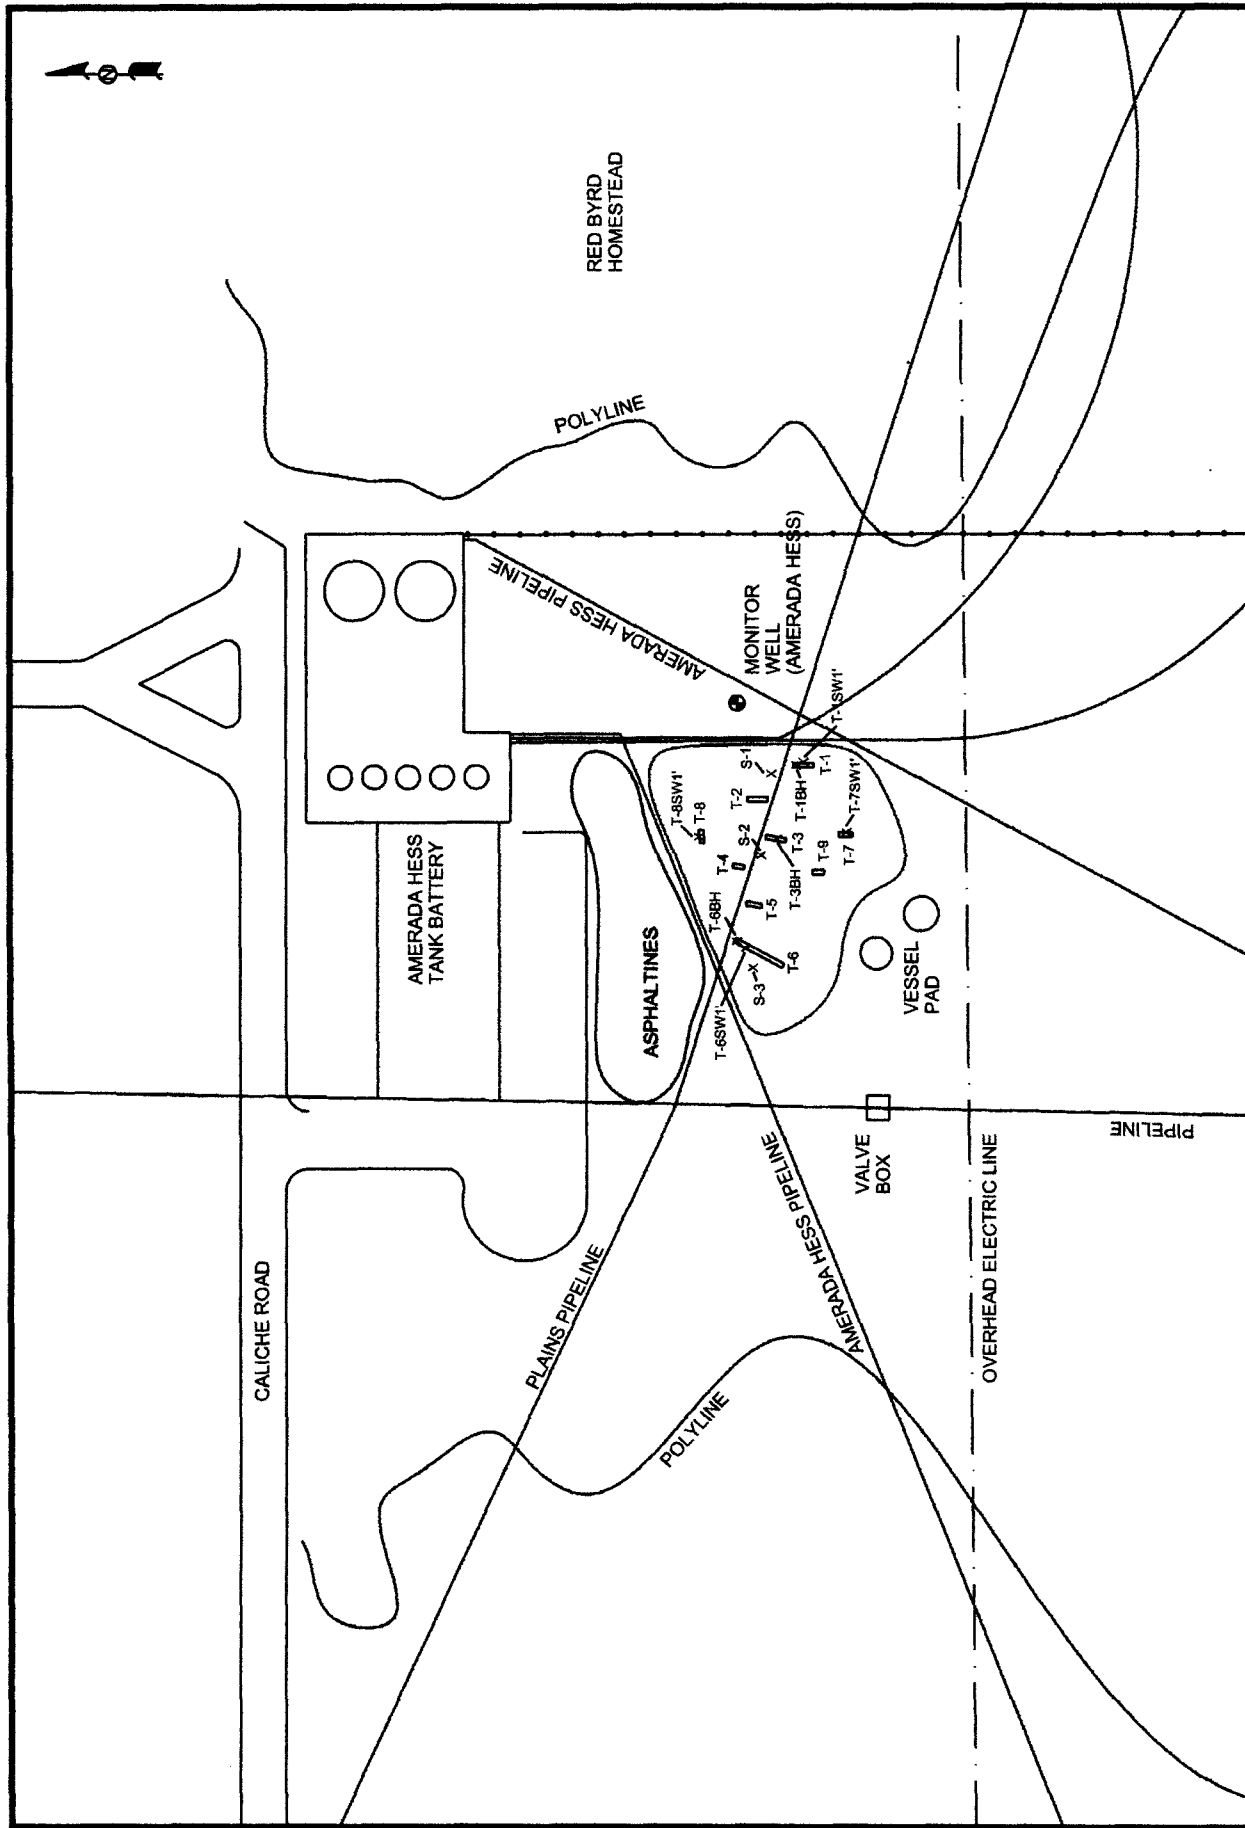 N
CALICHE ROAD
AMERADA HESS
TANK BATTERY
RED BYRD
HOMESTEAD
POLYLINE
AMERADA HESS PIPELINE
MONITOR
WELL
(AMERADA HESS)
ASPHALTINES
PLAINS PIPELINE
POLYLINE
AMERADA HESS PIPELINE
T-8SW1'
T-8
S-1
X
T-2
S-2
X
T-4
T-1BH
T-1SW1'
T-1
T-3
T-3BH
T-5
T-6BH
T-6SW1'
S-3
X
T-6
T-9
T-7
T-7SW1'
VESSEL
PAD
VALVE
BOX
PIPELINE
OVERHEAD ELECTRIC LINE